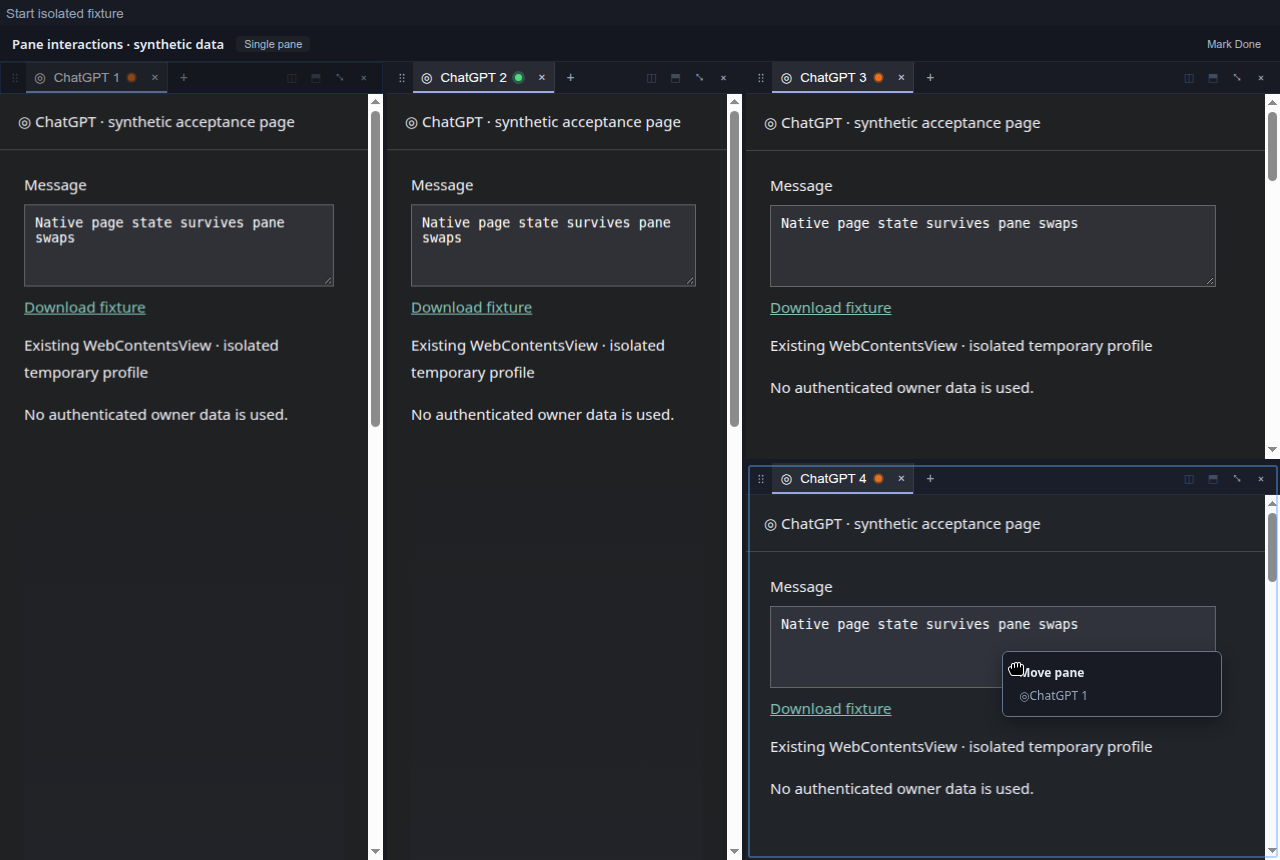 Start isolated fixture
Pane interactions · synthetic data
Single pane
Mark Done
ChatGPT 1
ChatGPT · synthetic acceptance page
Message
Native page state survives pane
swaps
Download fixture
Existing WebContentsView · isolated
temporary profile
No authenticated owner data is used.
ChatGPT 2
ChatGPT · synthetic acceptance page
Message
Native page state survives pane
swaps
Download fixture
Existing WebContentsView · isolated
temporary profile
No authenticated owner data is used.
ChatGPT 3
ChatGPT · synthetic acceptance page
Message
Native page state survives pane swaps
Download fixture
Existing WebContentsView · isolated temporary profile
No authenticated owner data is used.
ChatGPT 4
ChatGPT · synthetic acceptance page
Message
Native page state survives pane swaps
Move pane
ChatGPT 1
Download fixture
Existing WebContentsView · isolated temporary profile
No authenticated owner data is used.